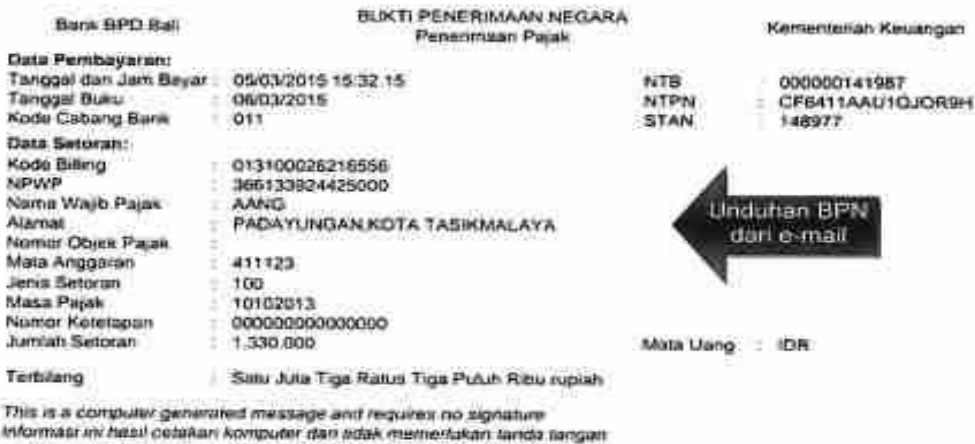 Bank BPD Bali
BUKTI PENERIMAAN NEGARA
Penerimaan Pajak
Kementerian Keuangan
Data Pembayaran:
Tanggal dan Jam Bayar : 05/03/2015 15:32:15
NTB : 000000141987
Tanggal Buku : 06/03/2015
NTPN : CF6411AAU1QJOR9H
Kode Cabang Bank : 011
STAN : 148977
Data Setoran:
Kode Billing : 013100026216556
NPWP : 366133924425000
Nama Wajib Pajak : AANG
Alamat : PADAYUNGAN,KOTA TASIKMALAYA
Nomor Objek Pajak :
Mata Anggaran : 411123
Jenis Setoran : 100
Masa Pajak : 10102013
Nomor Ketetapan : 000000000000000
Jumlah Setoran : 1.330.000
Mata Uang : IDR
Terbilang : Satu Juta Tiga Ratus Tiga Puluh Ribu rupiah
This is a computer generated message and requires no signature
Informasi ini hasil cetakan komputer dan tidak memerlukan tanda tangan
Unduhan BPN
dari e-mail